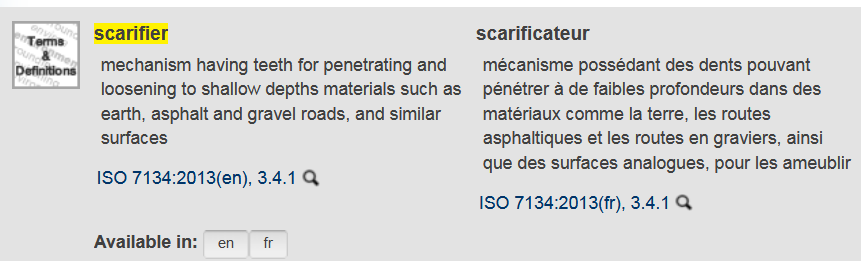 Terms
&
Definitions
scarifier
mechanism having teeth for penetrating and
loosening to shallow depths materials such as
earth, asphalt and gravel roads, and similar
surfaces
ISO 7134:2013(en), 3.4.1
scarificateur
mécanisme possédant des dents pouvant
pénétrer à de faibles profondeurs dans des
matériaux comme la terre, les routes
asphaltiques et les routes en graviers, ainsi
que des surfaces analogues, pour les ameublir
ISO 7134:2013(fr), 3.4.1
Available in: en fr